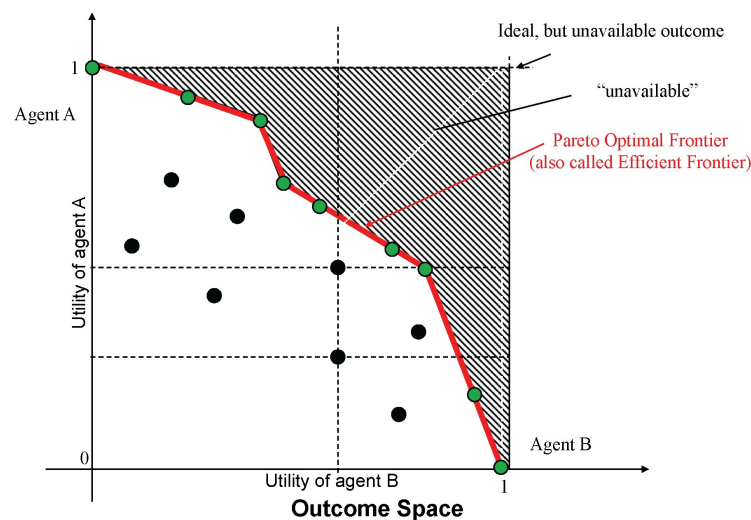 Ideal, but unavailable outcome
1
Agent A
“unavailable”
Pareto Optimal Frontier
(also called Efficient Frontier)
Utility of agent A
0
Agent B
Utility of agent B
1
Outcome Space